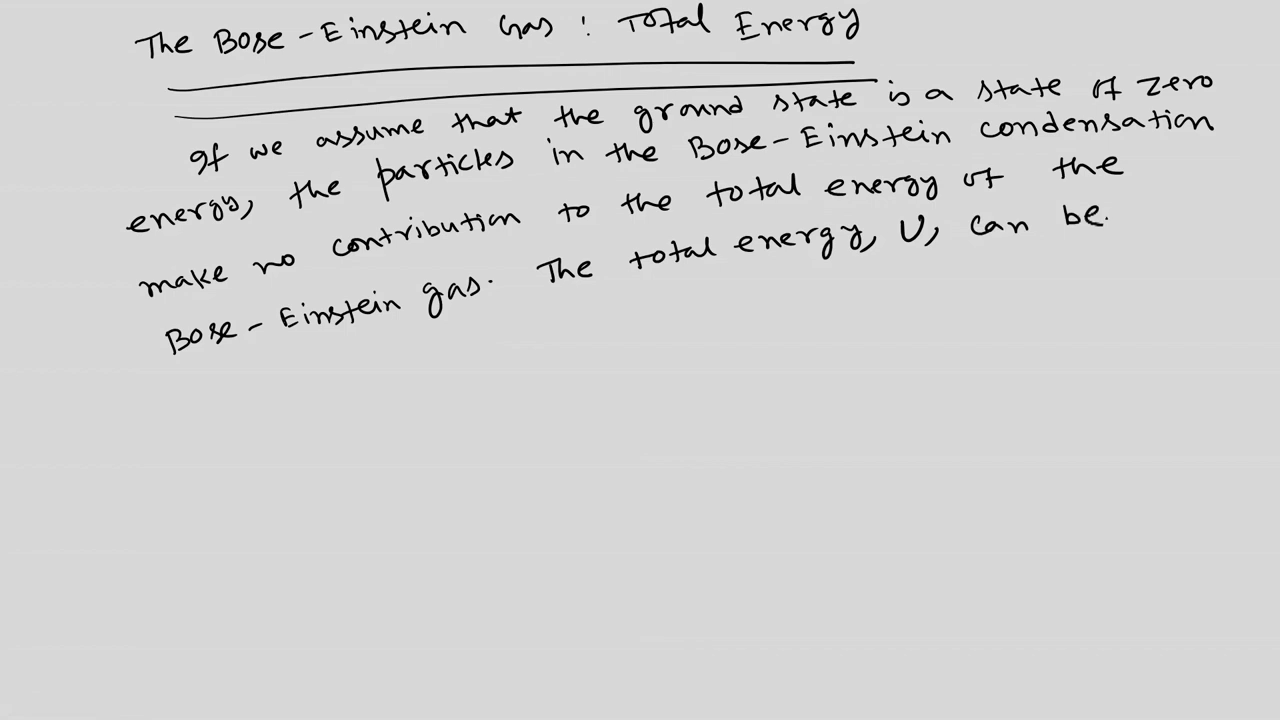 The Bose-Einstein Gas : Total Energy
If we assume that the ground state is a state of zero
energy, the particles in the Bose-Einstein condensation
make no contribution to the total energy of the
Bose-Einstein gas. The total energy, U, can be.